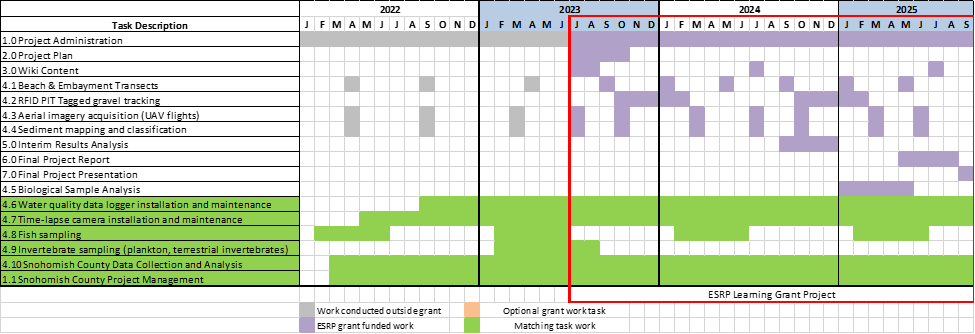 2022 2023 2024 2025
Task Description J F M A M J J A S O N D J F M A M J J A S O N D J F M A M J J A S O N D J F M A M J J A S
1.0 Project Administration
2.0 Project Plan
3.0 Wiki Content
4.1 Beach & Embayment Transects
4.2 RFID PIT Tagged gravel tracking
4.3 Aerial imagery acquisition (UAV flights)
4.4 Sediment mapping and classification
5.0 Interim Results Analysis
6.0 Final Project Report
7.0 Final Project Presentation
4.5 Biological Sample Analysis
4.6 Water quality data logger installation and maintenance
4.7 Time-lapse camera installation and maintenance
4.8 Fish sampling
4.9 Invertebrate sampling (plankton, terrestrial invertebrates)
4.10 Snohomish County Data Collection and Analysis
1.1 Snohomish County Project Management
ESRP Learning Grant Project
Work conducted outside grant Optional grant work task
ESRP grant funded work Matching task work